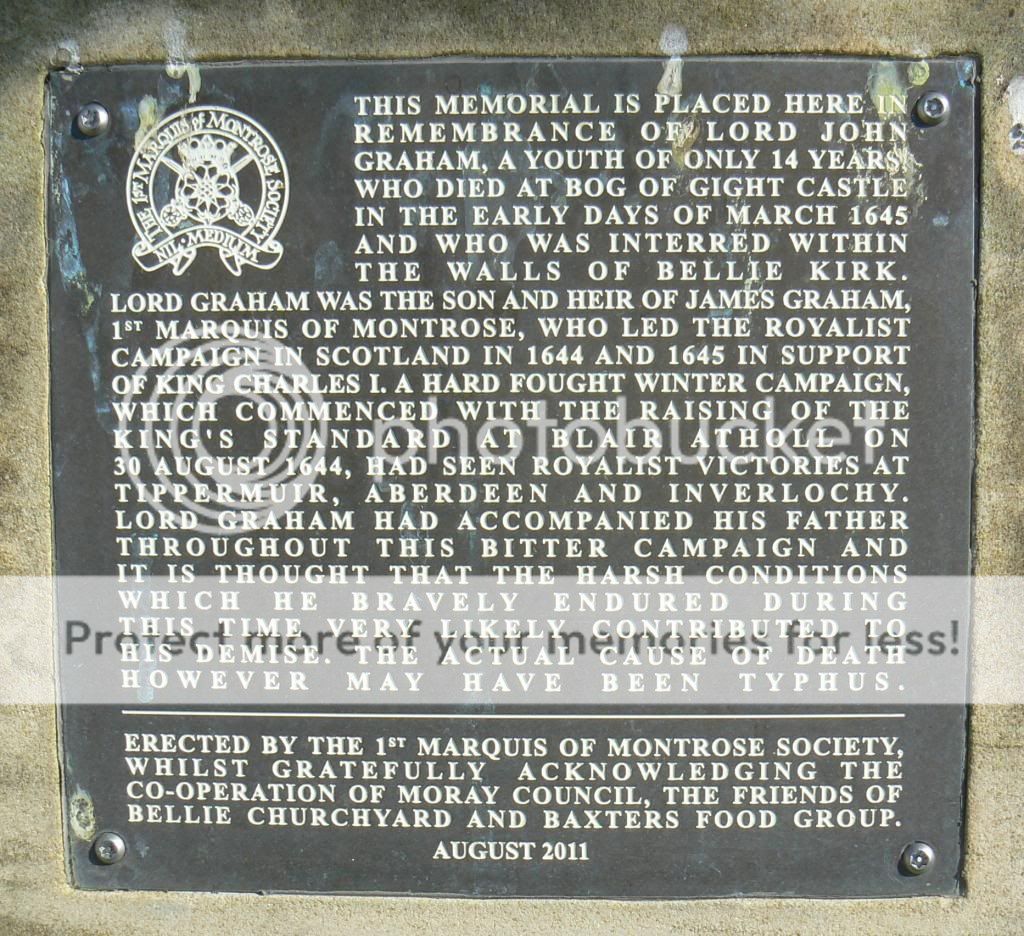 THE 1ST MARQUIS of MONTROSE SOCIETY
NIL · MEDIUM
THIS MEMORIAL IS PLACED HERE IN
REMEMBRANCE OF LORD JOHN
GRAHAM, A YOUTH OF ONLY 14 YEARS,
WHO DIED AT BOG OF GIGHT CASTLE
IN THE EARLY DAYS OF MARCH 1645
AND WHO WAS INTERRED WITHIN
THE WALLS OF BELLIE KIRK.
LORD GRAHAM WAS THE SON AND HEIR OF JAMES GRAHAM,
1ST MARQUIS OF MONTROSE, WHO LED THE ROYALIST
CAMPAIGN IN SCOTLAND IN 1644 AND 1645 IN SUPPORT
OF KING CHARLES I. A HARD FOUGHT WINTER CAMPAIGN,
WHICH COMMENCED WITH THE RAISING OF THE
KING'S STANDARD AT BLAIR ATHOLL ON
30 AUGUST 1644, HAD SEEN ROYALIST VICTORIES AT
TIPPERMUIR, ABERDEEN AND INVERLOCHY.
LORD GRAHAM HAD ACCOMPANIED HIS FATHER
THROUGHOUT THIS BITTER CAMPAIGN AND
IT IS THOUGHT THAT THE HARSH CONDITIONS
WHICH HE BRAVELY ENDURED DURING
THIS TIME VERY LIKELY CONTRIBUTED TO
HIS DEMISE. THE ACTUAL CAUSE OF DEATH
HOWEVER MAY HAVE BEEN TYPHUS.
ERECTED BY THE 1ST MARQUIS OF MONTROSE SOCIETY,
WHILST GRATEFULLY ACKNOWLEDGING THE
CO-OPERATION OF MORAY COUNCIL, THE FRIENDS OF
BELLIE CHURCHYARD AND BAXTERS FOOD GROUP.
AUGUST 2011
photobucket
Protect more of your memories for less!